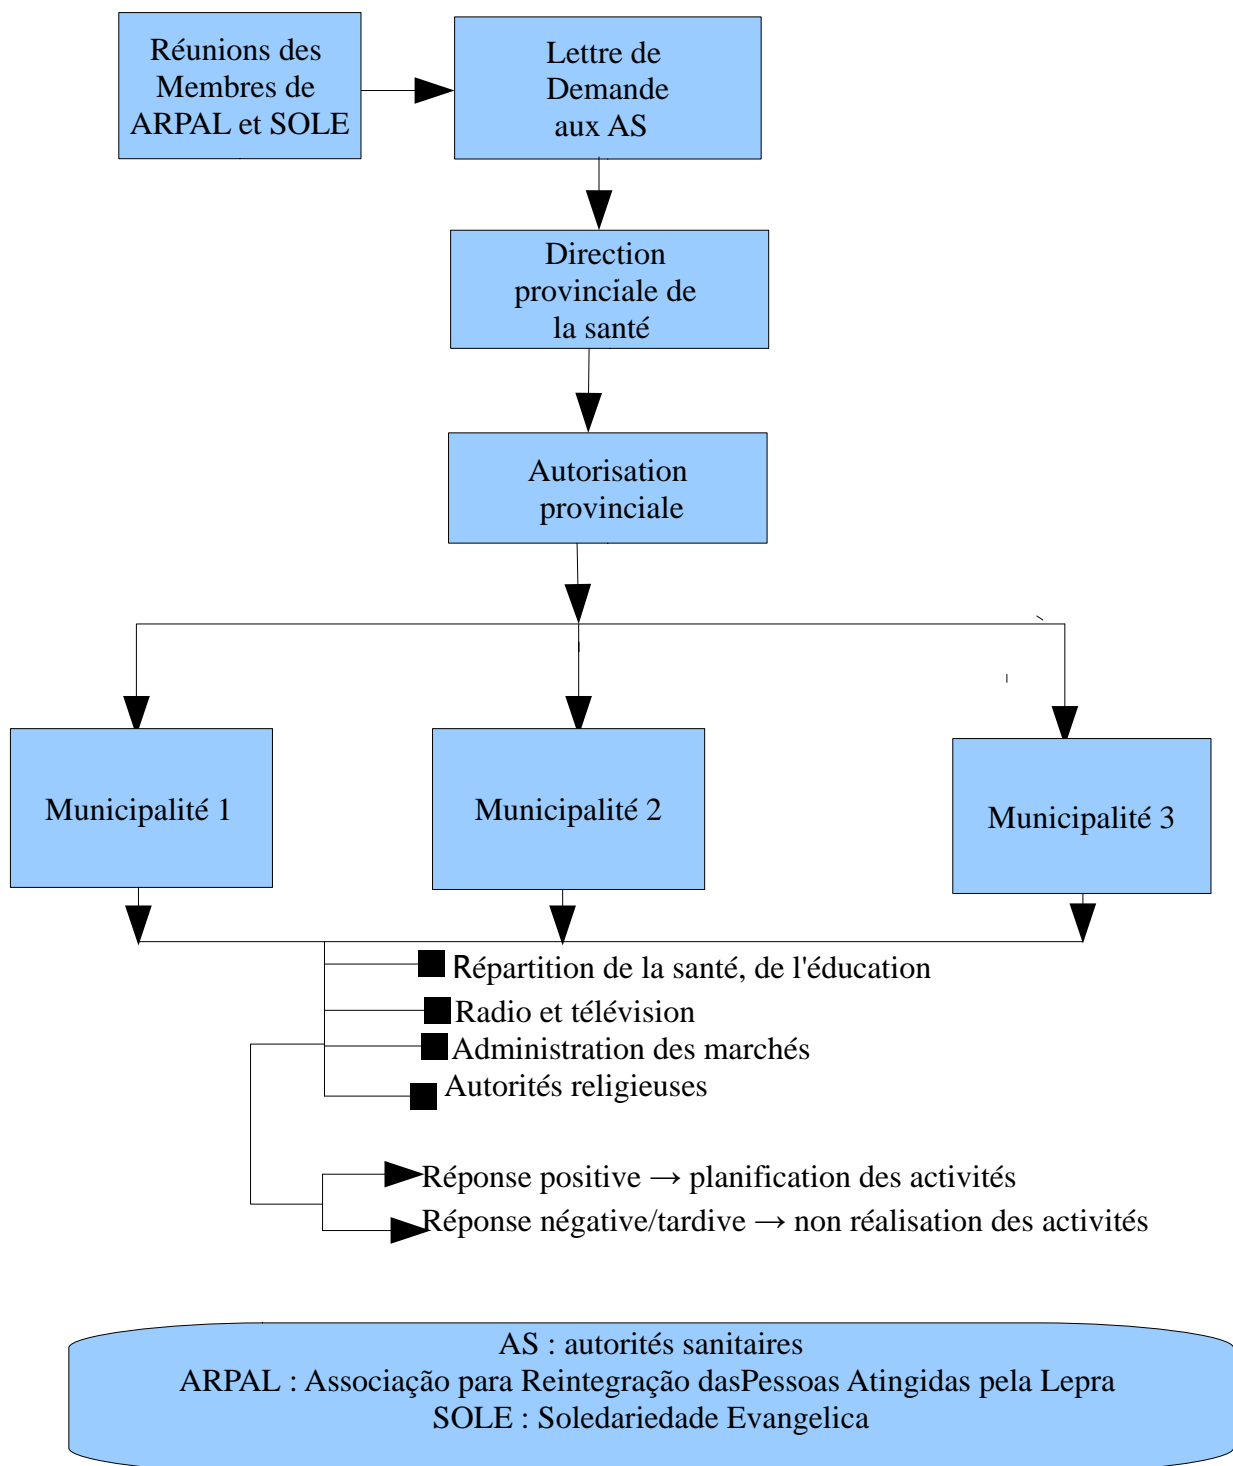 Réunions des
Membres de
ARPAL et SOLE
Lettre de
Demande
aux AS
Direction
provinciale de
la santé
Autorisation
provinciale
Municipalité 1
Municipalité 2
Municipalité 3
Répartition de la santé, de l'éducation
Radio et télévision
Administration des marchés
Autorités religieuses
Réponse positive → planification des activités
Réponse négative/tardive → non réalisation des activités
AS : autorités sanitaires
ARPAL : Associação para Reintegração dasPessoas Atingidas pela Lepra
SOLE : Soledariedade Evangelica